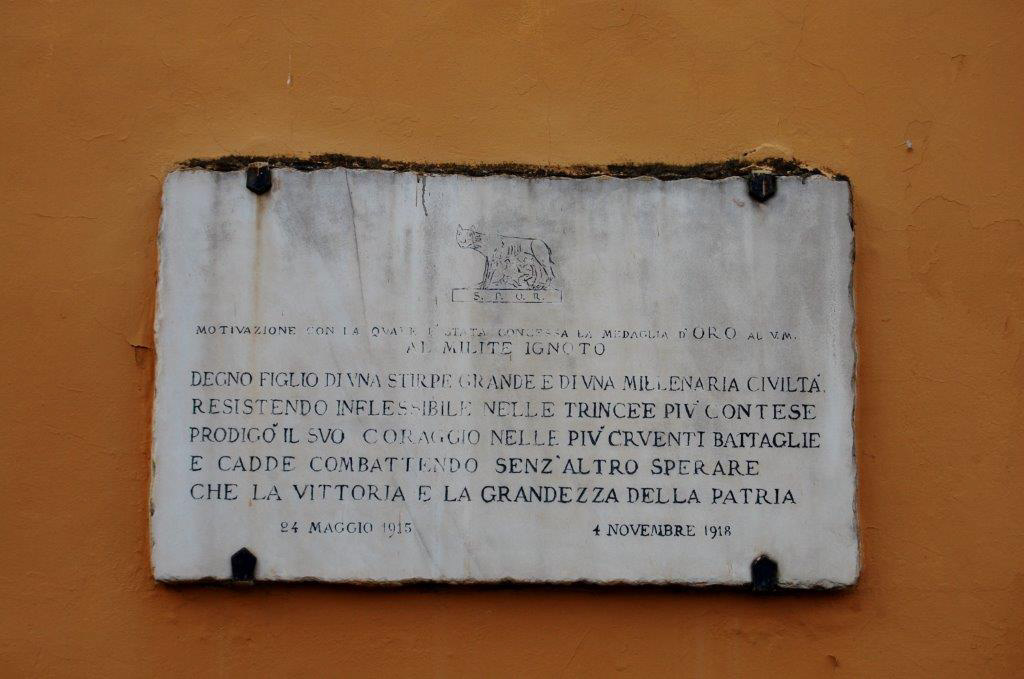 S. P. Q. R.
MOTIVAZIONE CON LA QUALE E' STATA CONCESSA LA MEDAGLIA D'ORO AL V.M.
AL MILITE IGNOTO
DEGNO FIGLIO DI VNA STIRPE GRANDE E DI VNA MILLENARIA CIVILTA'
RESISTENDO INFLESSIBILE NELLE TRINCEE PIV' CONTESE
PRODIGO' IL SVO CORAGGIO NELLE PIV' CRVENTI BATTAGLIE
E CADDE COMBATTENDO SENZ'ALTRO SPERARE
CHE LA VITTORIA E LA GRANDEZZA DELLA PATRIA
24 MAGGIO 1915 4 NOVEMBRE 1918